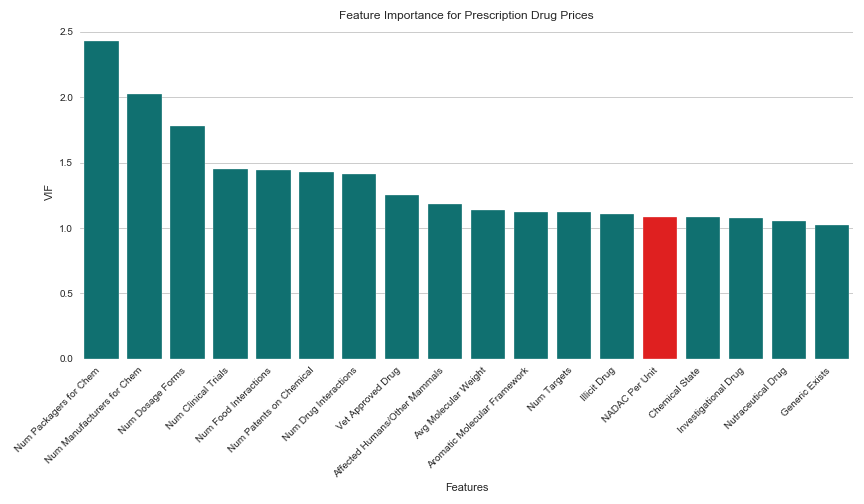 Feature Importance for Prescription Drug Prices
VIF
2.5
2.0
1.5
1.0
0.5
0.0
Num Packagers for Chem
Num Manufacturers for Chem
Num Dosage Forms
Num Clinical Trials
Num Food Interactions
Num Patents on Chemical
Num Drug Interactions
Vet Approved Drug
Affected Humans/Other Mammals
Avg Molecular Weight
Aromatic Molecular Framework
Num Targets
Illicit Drug
NADAC Per Unit
Chemical State
Investigational Drug
Nutraceutical Drug
Generic Exists
Features